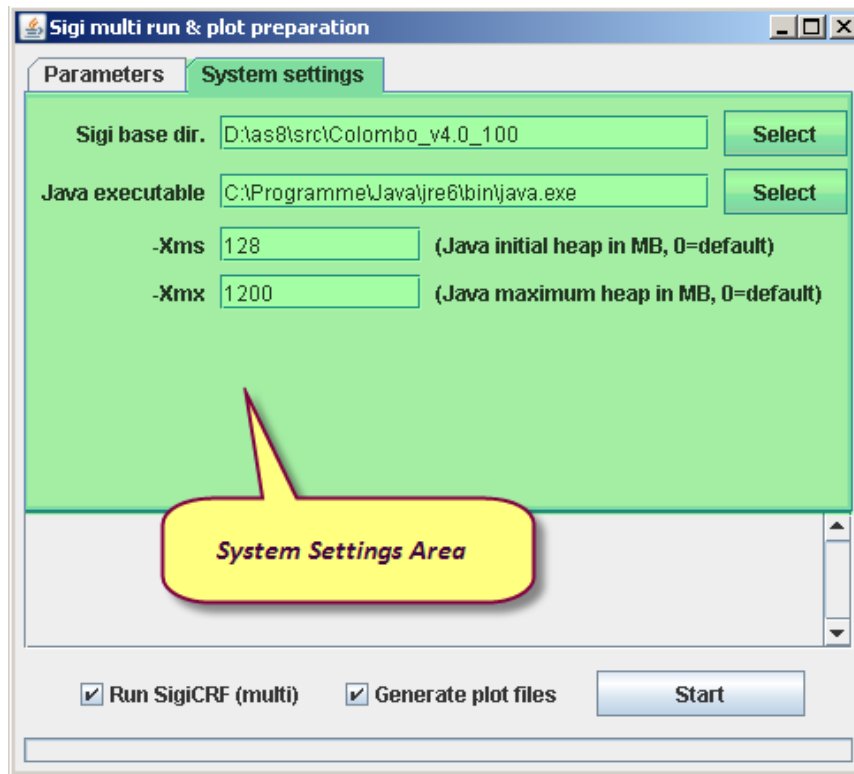 Sigi multi run & plot preparation
Parameters System settings
Sigi base dir. D:\as8\src\Colombo_v4.0_100 Select
Java executable C:\Programme\Java\jre6\bin\java.exe Select
-Xms 128 (Java initial heap in MB, 0=default)
-Xmx 1200 (Java maximum heap in MB, 0=default)
System Settings Area
Run SigiCRF (multi) Generate plot files Start